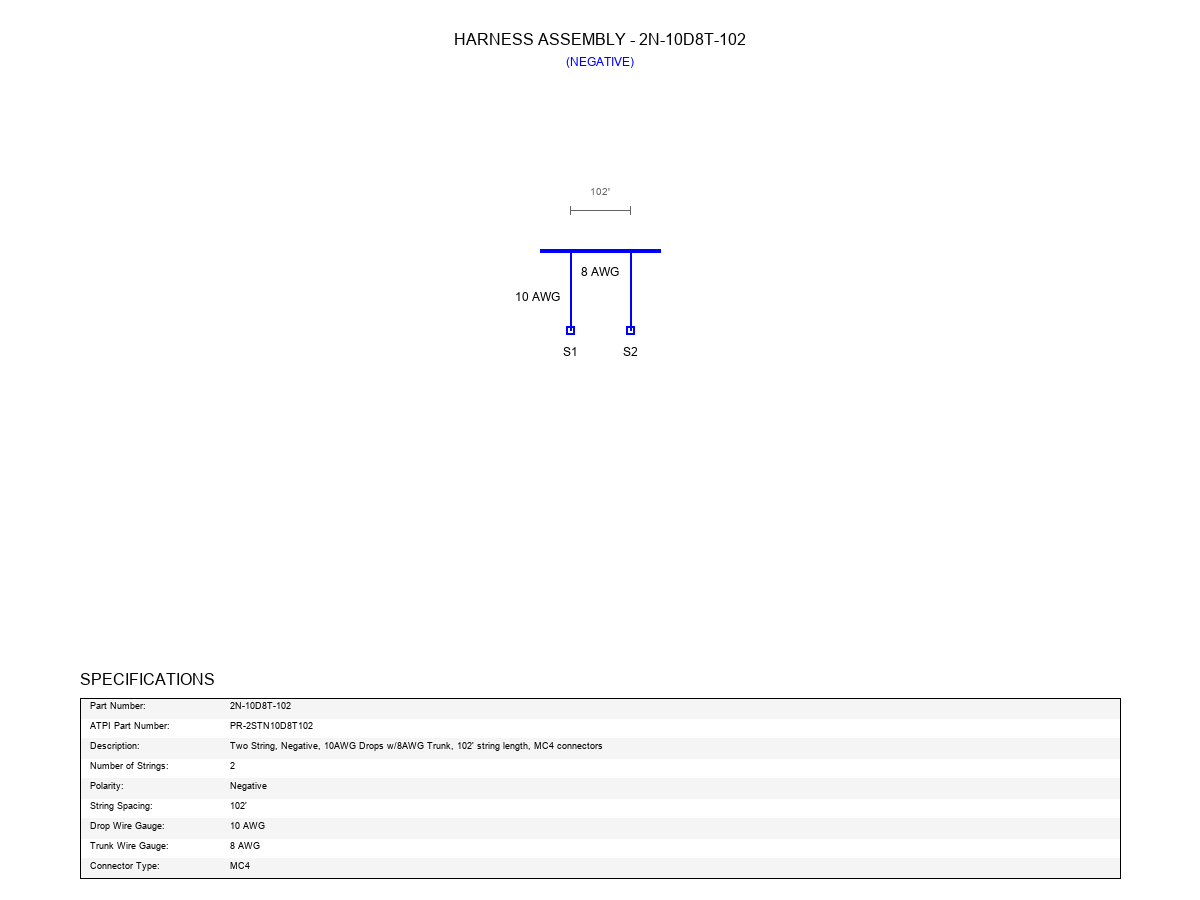 HARNESS ASSEMBLY - 2N-10D8T-102
(NEGATIVE)
102'
8 AWG
10 AWG
S1 S2
SPECIFICATIONS
Part Number: 2N-10D8T-102
ATPI Part Number: PR-2STN10D8T102
Description: Two String, Negative, 10AWG Drops w/8AWG Trunk, 102' string length, MC4 connectors
Number of Strings: 2
Polarity: Negative
String Spacing: 102'
Drop Wire Gauge: 10 AWG
Trunk Wire Gauge: 8 AWG
Connector Type: MC4